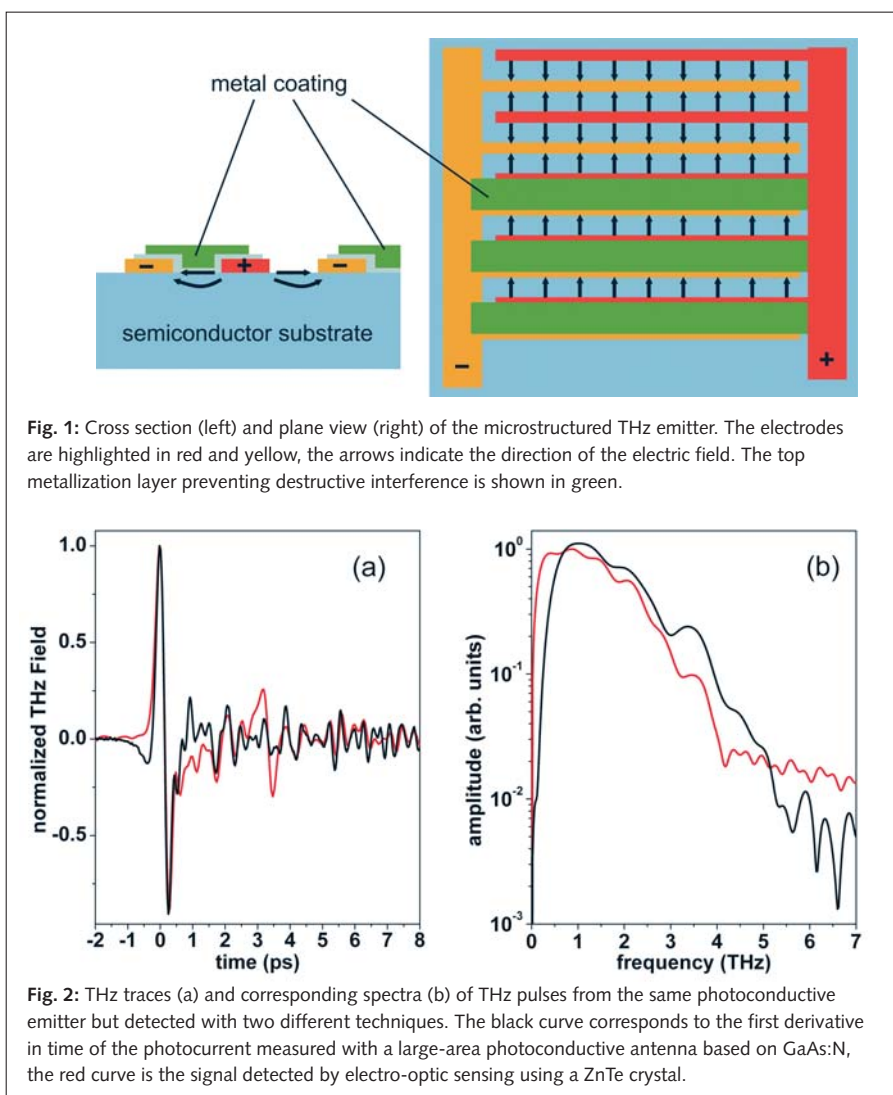 metal coating
− + −
semiconductor substrate
− +
Fig. 1: Cross section (left) and plane view (right) of the microstructured THz emitter. The electrodes
are highlighted in red and yellow, the arrows indicate the direction of the electric field. The top
metallization layer preventing destructive interference is shown in green.
(a)
normalized THz Field
1.0
0.5
0.0
-0.5
-2 -1 0 1 2 3 4 5 6 7 8
time (ps)
(b)
amplitude (arb. units)
10⁰
10⁻¹
10⁻²
10⁻³
0 1 2 3 4 5 6 7
frequency (THz)
Fig. 2: THz traces (a) and corresponding spectra (b) of THz pulses from the same photoconductive
emitter but detected with two different techniques. The black curve corresponds to the first derivative
in time of the photocurrent measured with a large-area photoconductive antenna based on GaAs:N,
the red curve is the signal detected by electro-optic sensing using a ZnTe crystal.